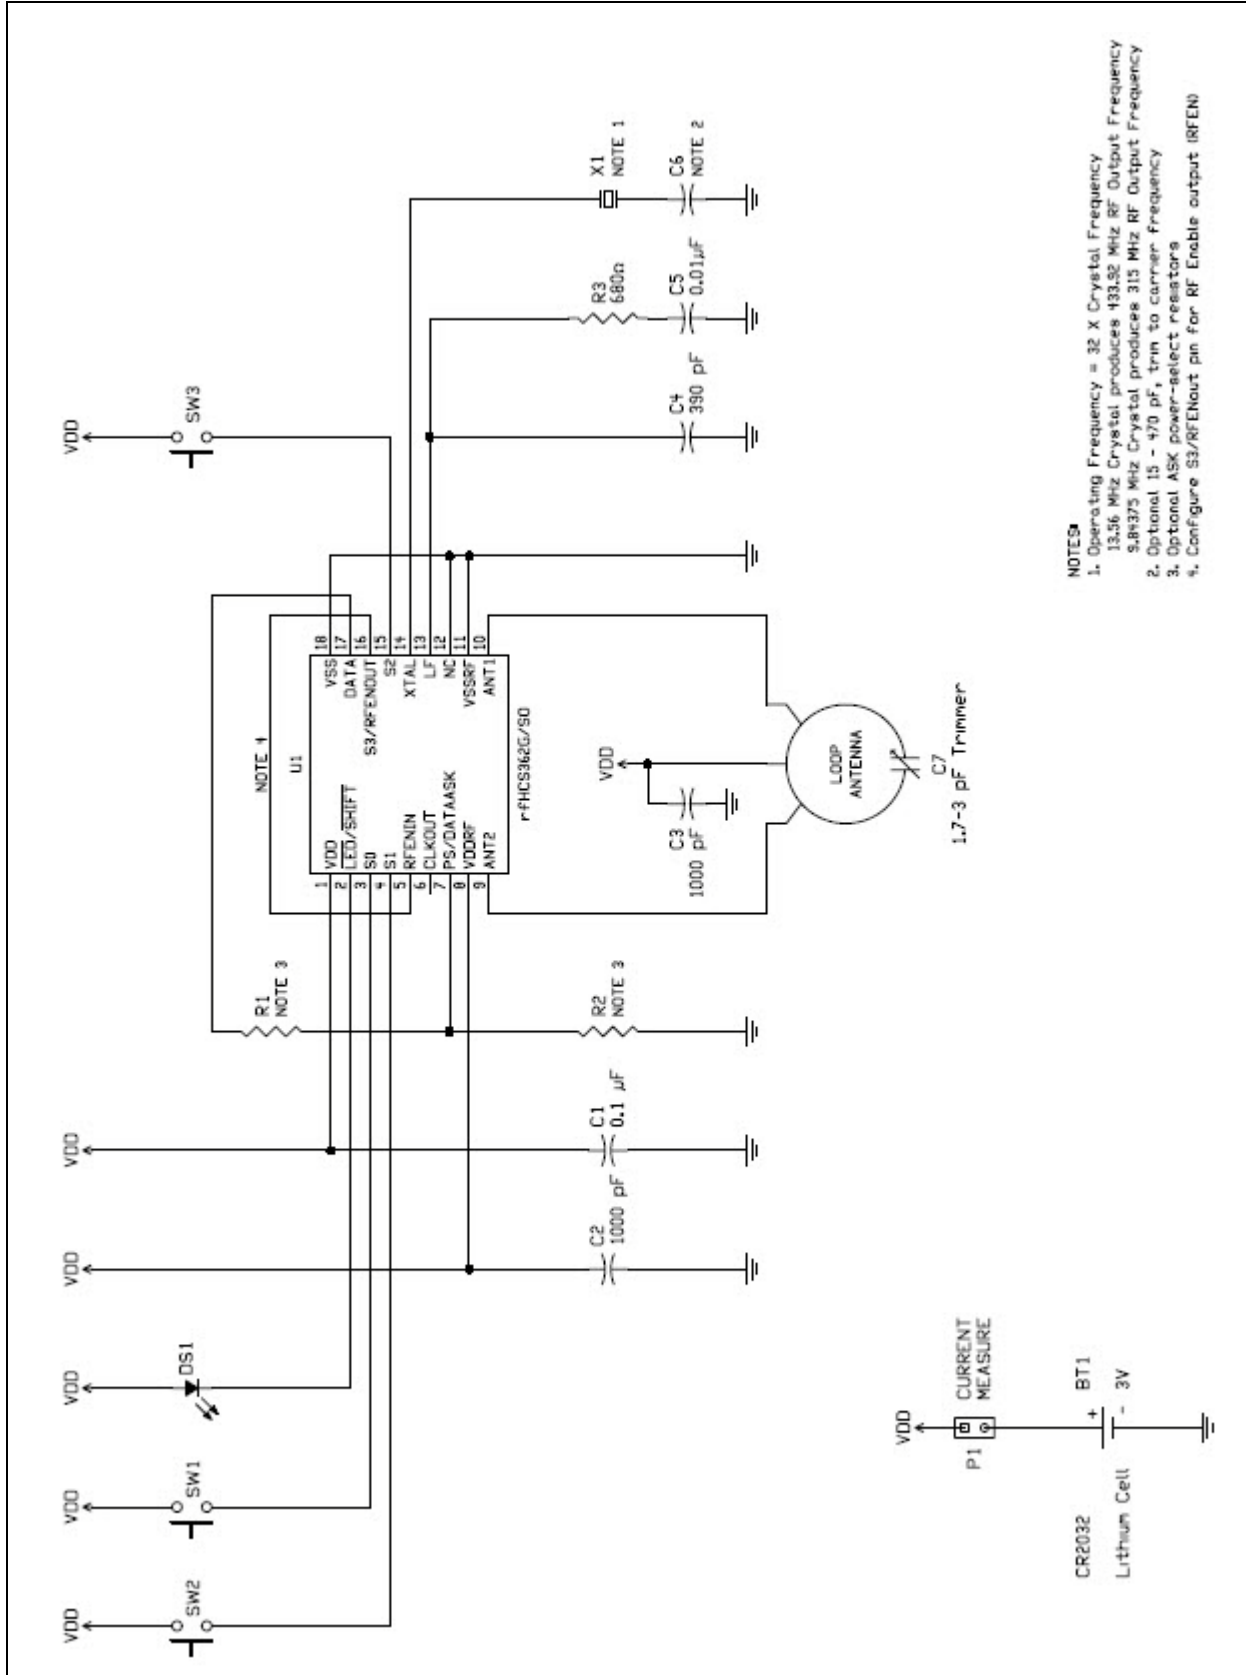 VDD
SW2
VDD
SW1
VDD
DS1
VDD
C2
1000 pF
VDD
C1
0.1 µF
R1
NOTE 3
R2
NOTE 3
NOTE 4
U1
1 VDD
2 LED/SHIFT
3 S0
4 S1
5 RFENIN
6 CLKOUT
7 PS/DATAASK
8 VDDRF
9 ANT2
VSS 18
DATA 17
S3/RFENOUT 16
S2 15
XTAL 14
LF 13
NC 12
VSSRF 11
ANT1 10
rfHCS362G/SO
VDD
C3
1000 pF
LOOP
ANTENNA
C7
1.7-3 pF Trimmer
VDD
SW3
C4
390 pF
R3
680Ω
C5
0.01µF
X1
NOTE 1
C6
NOTE 2
VDD
P1
CURRENT
MEASURE
CR2032
Lithium Cell
+
BT1
- 3V
NOTES:
1. Operating Frequency = 32 X Crystal Frequency
13.56 MHz Crystal produces 433.92 MHz RF Output Frequency
9.84375 MHz Crystal produces 315 MHz RF Output Frequency
2. Optional 15 - 470 pF, trim to carrier frequency
3. Optional ASK power-select resistors
4. Configure S3/RFENout pin for RF Enable output (RFEN)